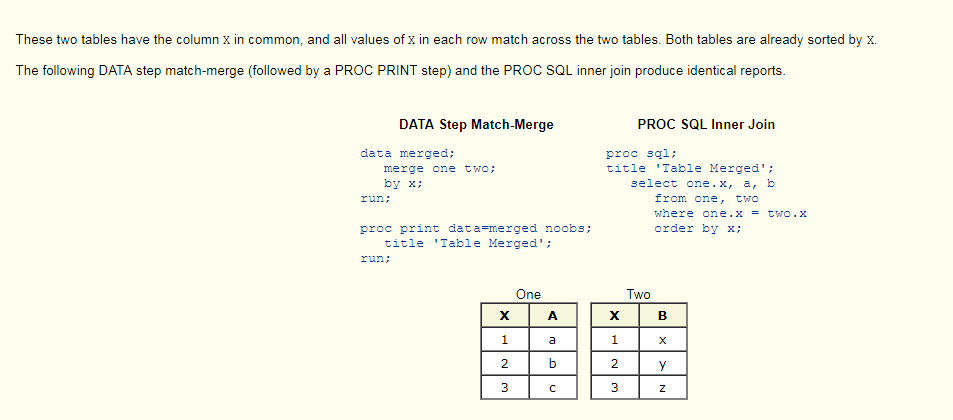 These two tables have the column X in common, and all values of X in each row match across the two tables. Both tables are already sorted by X.
The following DATA step match-merge (followed by a PROC PRINT step) and the PROC SQL inner join produce identical reports.
DATA Step Match-Merge
data merged;
merge one two;
by x;
run;
proc print data=merged noobs;
title 'Table Merged';
run;
PROC SQL Inner Join
proc sql;
title 'Table Merged';
select one.x, a, b
from one, two
where one.x = two.x
order by x;
One
X A
1 a
2 b
3 c
Two
X B
1 x
2 y
3 z